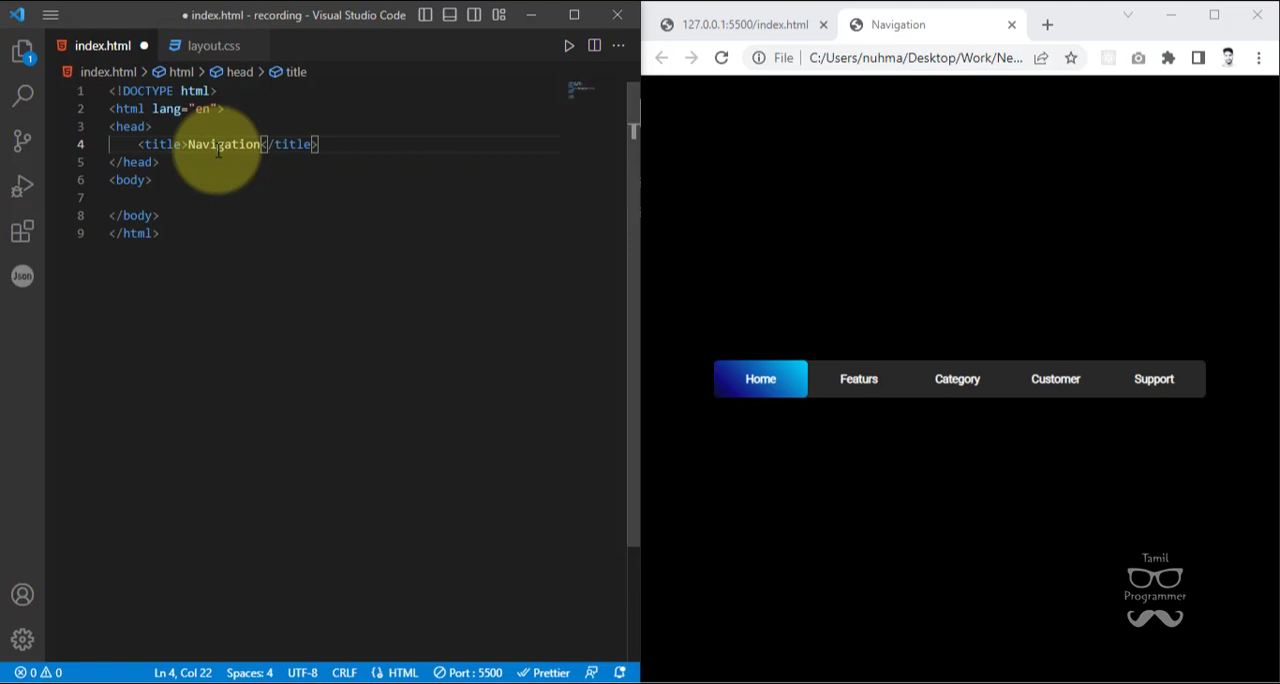 ● index.html - recording - Visual Studio Code
index.html ● layout.css
index.html > html > head > title
1 <!DOCTYPE html>
2 <html lang="en">
3 <head>
4 <title>Navigation</title>
5 </head>
6 <body>
7
8 </body>
9 </html>
1
Json
0 0 Ln 4, Col 22 Spaces: 4 UTF-8 CRLF HTML Port : 5500 Prettier
127.0.0.1:5500/index.html Navigation
File C:/Users/nuhma/Desktop/Work/Ne...
Home Featurs Category Customer Support
Tamil
Programmer